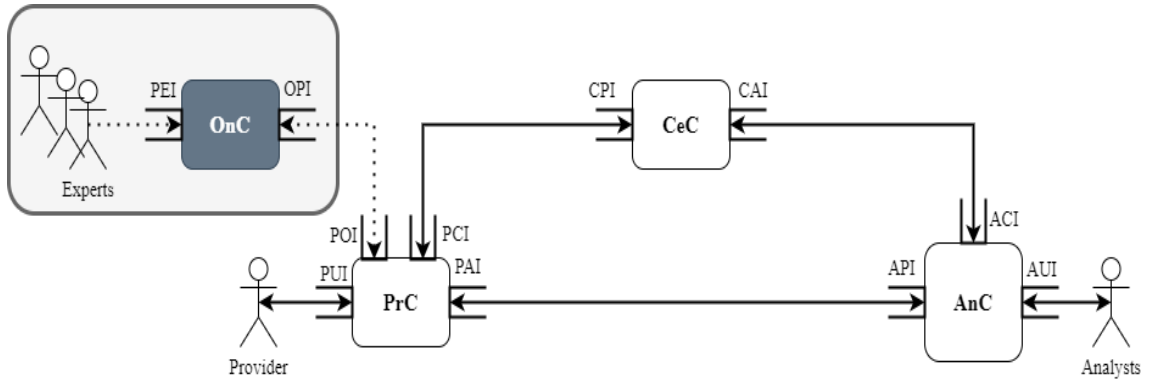 PEI
OPI
OnC
Experts
CPI
CAI
CeC
POI
PCI
ACI
PUI
PAI
API
AUI
PrC
AnC
Provider
Analysts